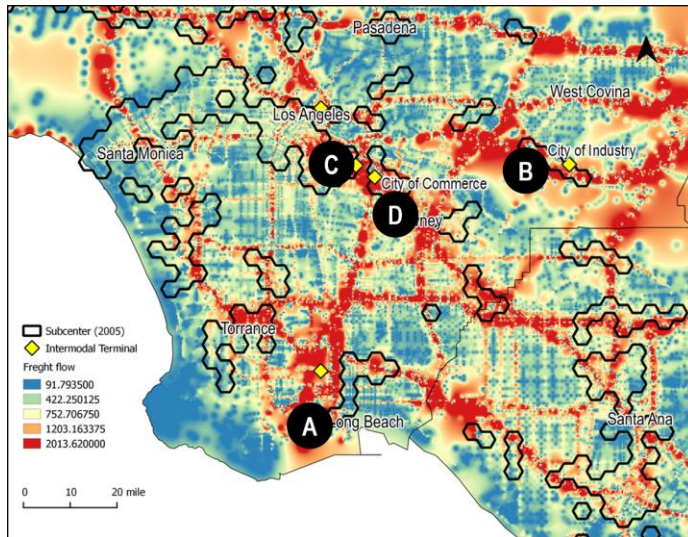 Pasadena
West Covina
Los Angeles
Santa Monica
City of Industry
C
B
City of Commerce
D
rney
Torrance
A
ong Beach
Santa Ana
Subcenter (2005)
Intermodal Terminal
Freght flow
91.793500
422.250125
752.706750
1203.163375
2013.620000
0 10 20 mile